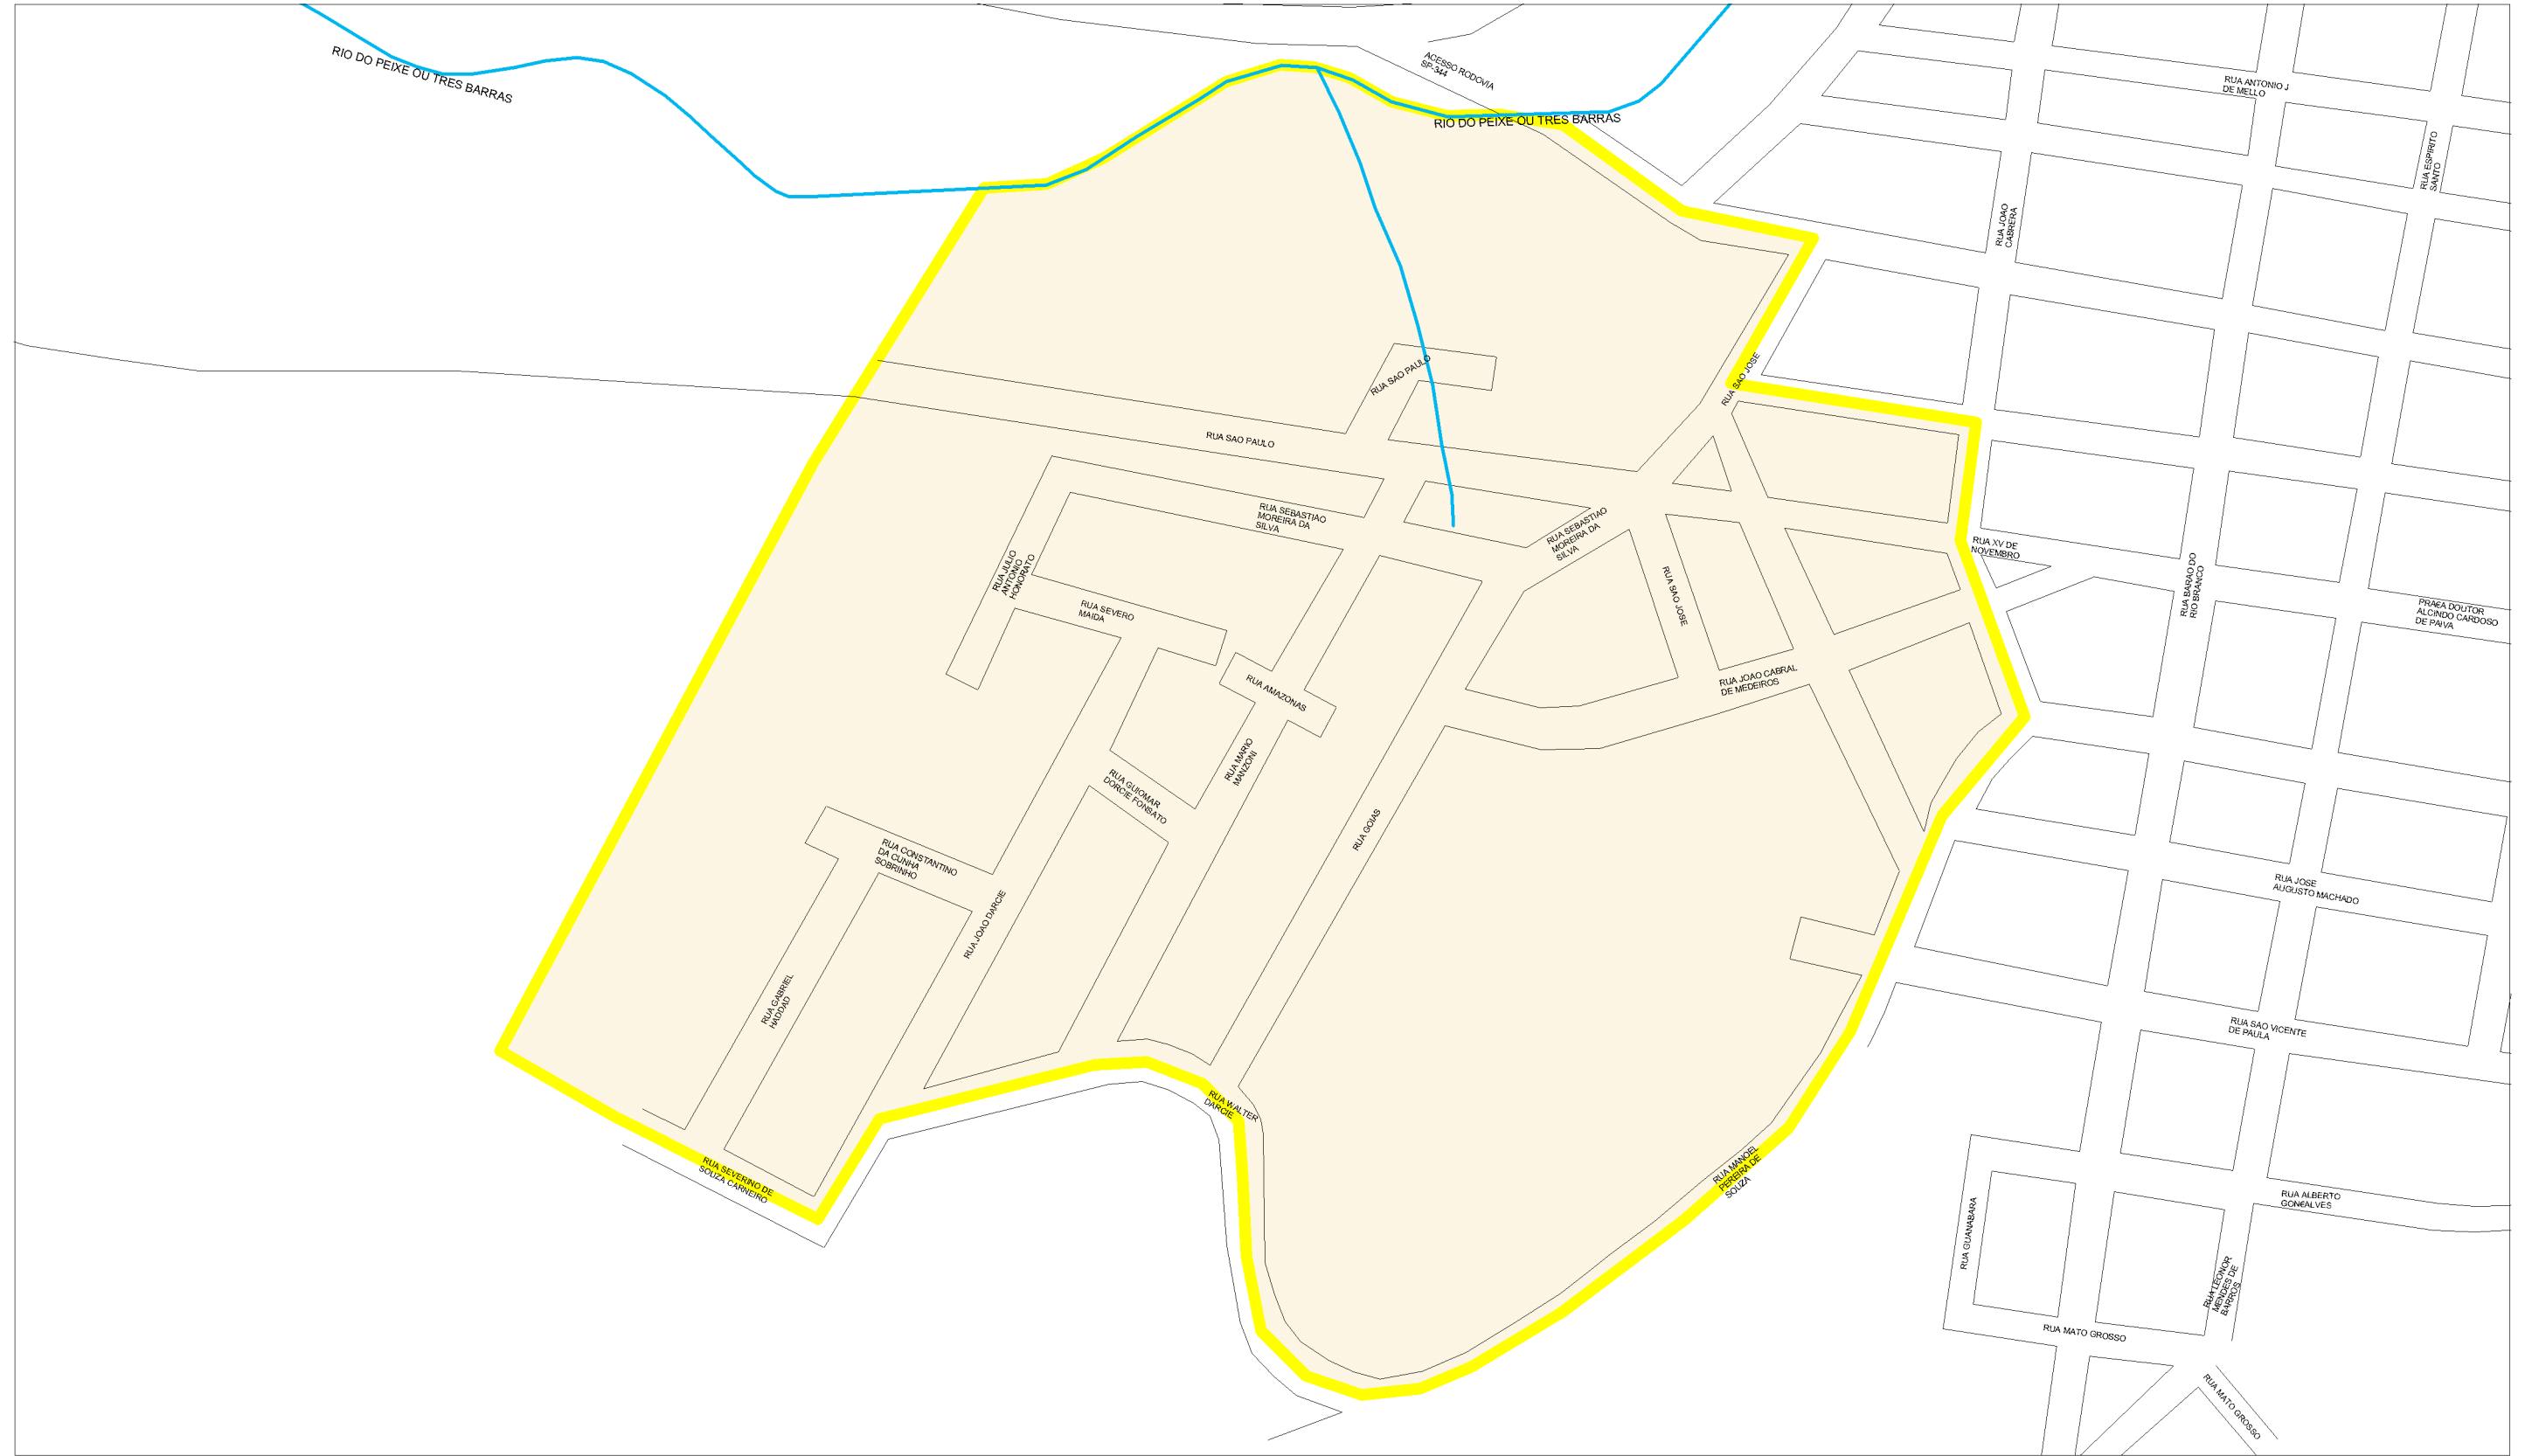 RIO DO PEIXE OU TRES BARRAS
ACESSO RODOVIA
SP-344
RIO DO PEIXE OU TRES BARRAS
RUA ANTONIO J
DE MELLO
RUA ESPIRITO
SANTO
RUA JOAO
CABRERA
RUA SAO PAULO
RUA SAO JOSE
RUA SAO PAULO
RUA SEBASTIAO
MOREIRA DA
SILVA
RUA SEBASTIAO
MOREIRA DA
SILVA
RUA XV DE
NOVEMBRO
RUA JULIO
ANTONIO
HONORATO
RUA SEVERO
MAIDA
RUA SAO JOSE
RUA BARAO DO
RIO BRANCO
PRA€A DOUTOR
ALCINDO CARDOSO
DE PAIVA
RUA AMAZONAS
RUA JOAO CABRAL
DE MEDEIROS
RUA MARIO
MANZONI
RUA GUIOMAR
DORCIE FONSATO
RUA GOIAS
RUA CONSTANTINO
DA CUNHA
SOBRINHO
RUA JOAO DARCIE
RUA JOSE
AUGUSTO MACHADO
RUA GABRIEL
HADDAD
RUA SAO VICENTE
DE PAULA
RUA WALTER
DARCIE
RUA SEVERINO DE
SOUZA CARNEIRO
RUA MANOEL
PEREIRA DE
SOUZA
RUA GUANABARA
RUA ALBERTO
GON€ALVES
RUA LEONOR
MENDES DE
BARROS
RUA MATO GROSSO
RUA MATO GROSSO